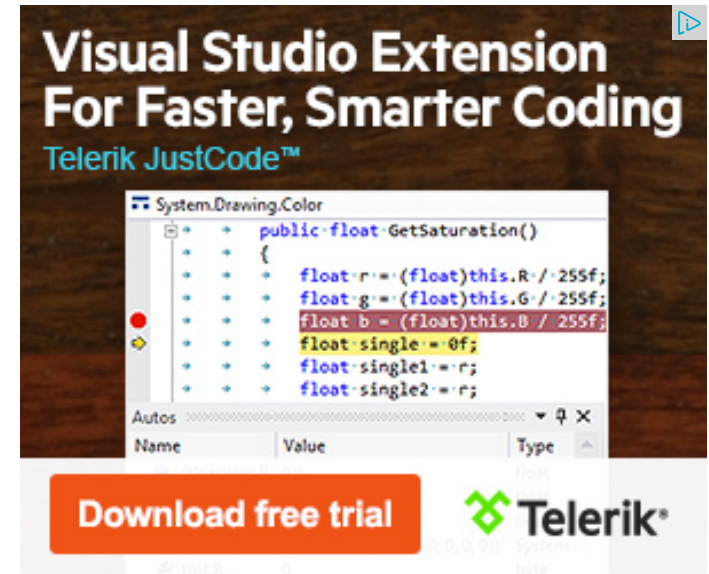 Visual Studio Extension
For Faster, Smarter Coding
Telerik JustCode™
System.Drawing.Color
public float GetSaturation()
{
float r = (float)this.R / 255f;
float g = (float)this.G / 255f;
float b = (float)this.B / 255f;
float single = 0f;
float single1 = r;
float single2 = r;
Autos
Name Value Type
Download free trial
Telerik®